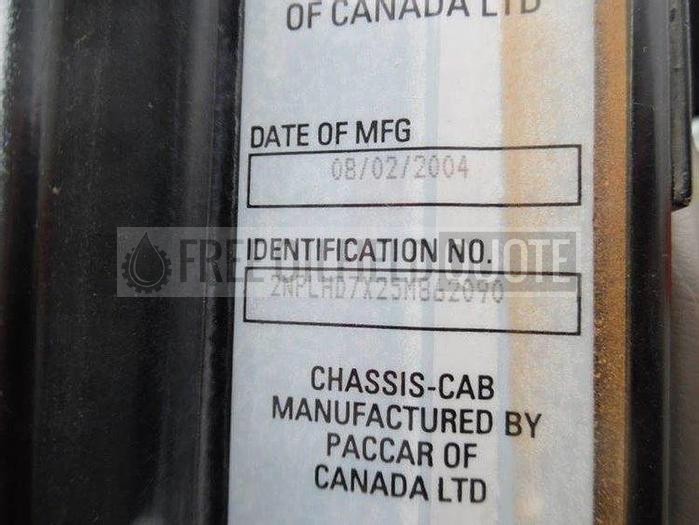 OF CANADA LTD
DATE OF MFG
08/02/2004
IDENTIFICATION NO.
2NPLHD7X25M862090
CHASSIS-CAB
MANUFACTURED BY
PACCAR OF
CANADA LTD